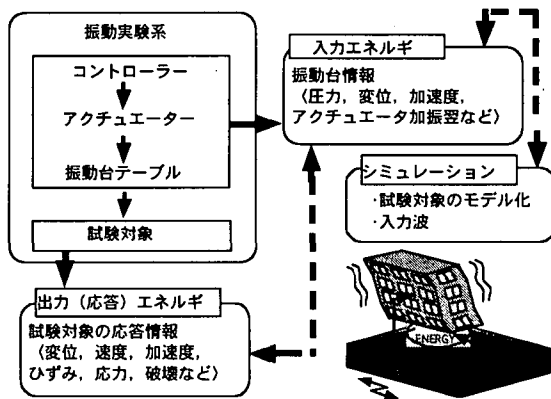 振動実験系
コントローラー
アクチュエーター
振動台テーブル
試験対象
入力エネルギ
振動台情報
（圧力，変位，加速度，
アクチュエータ加振翌など）
シミュレーション
・試験対象のモデル化
・入力波
出力（応答）エネルギ
試験対象の応答情報
（変位，速度，加速度，
ひずみ，応力，破壊など）
ENERGY